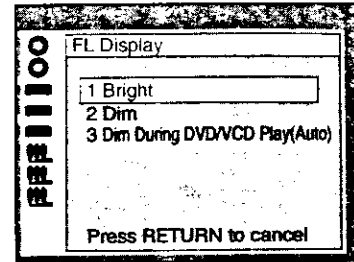 FL Display
1 Bright
2 Dim
3 Dim During DVD/VCD Play(Auto)
Press RETURN to cancel